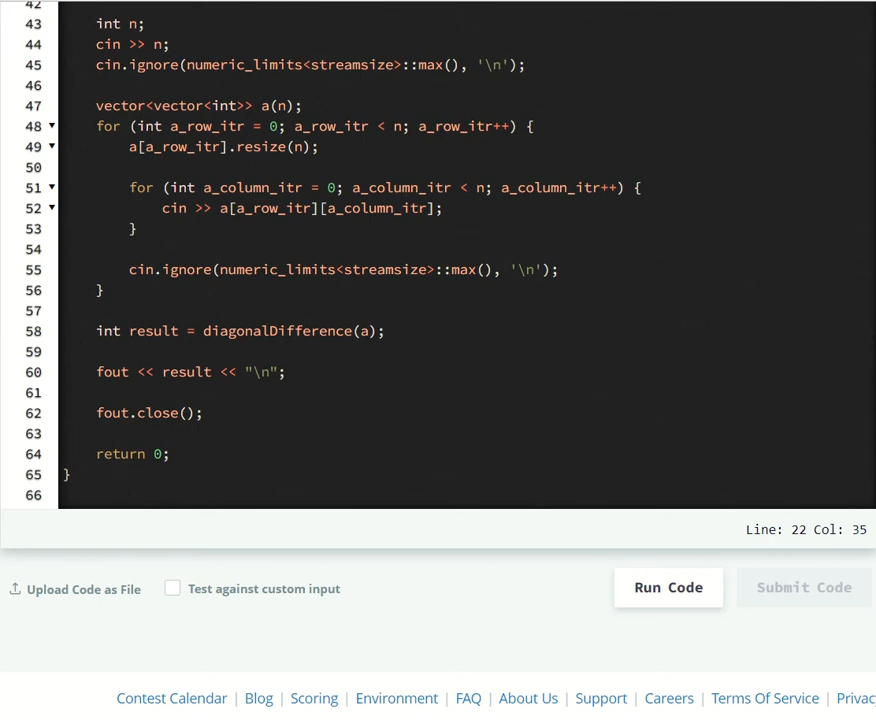 42
43 int n;
44 cin >> n;
45 cin.ignore(numeric_limits<streamsize>::max(), '\n');
46
47 vector<vector<int>> a(n);
48 for (int a_row_itr = 0; a_row_itr < n; a_row_itr++) {
49 a[a_row_itr].resize(n);
50
51 for (int a_column_itr = 0; a_column_itr < n; a_column_itr++) {
52 cin >> a[a_row_itr][a_column_itr];
53 }
54
55 cin.ignore(numeric_limits<streamsize>::max(), '\n');
56 }
57
58 int result = diagonalDifference(a);
59
60 fout << result << "\n";
61
62 fout.close();
63
64 return 0;
65 }
66
Line: 22 Col: 35
Upload Code as File Test against custom input Run Code Submit Code
Contest Calendar | Blog | Scoring | Environment | FAQ | About Us | Support | Careers | Terms Of Service | Privac